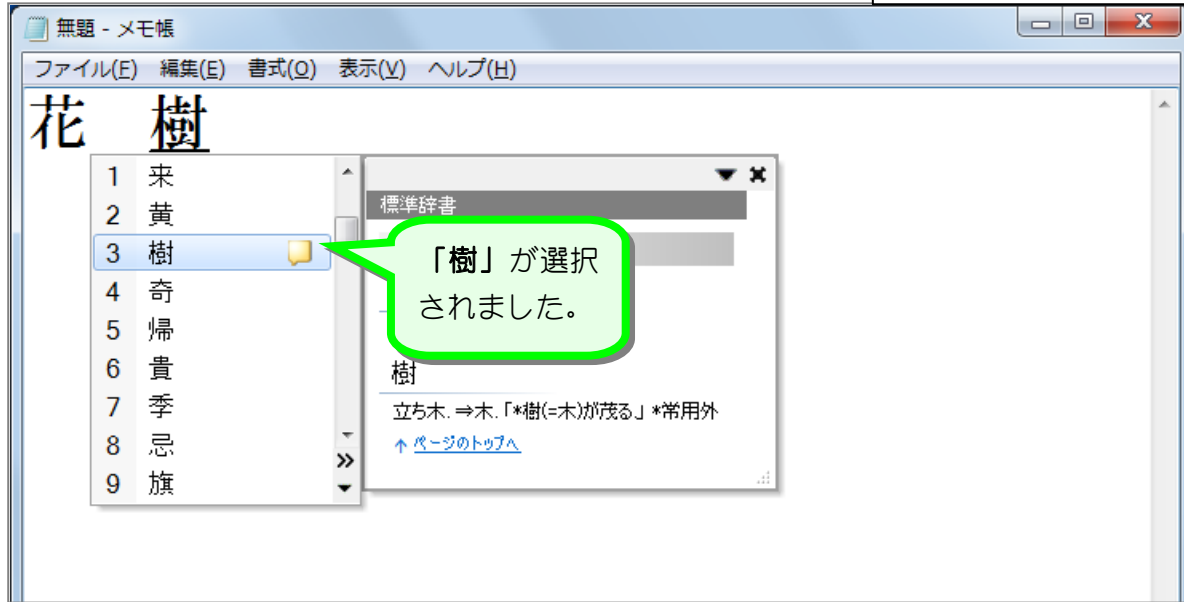 無題 - メモ帳
ファイル(F) 編集(E) 書式(O) 表示(V) ヘルプ(H)
花 樹
1 来
2 黄
3 樹
4 奇
5 帰
6 貴
7 季
8 忌
9 旗
標準辞書
「樹」が選択
されました。
樹
立ち木. ⇒木. 「*樹(=木)が茂る」 *常用外
↑ ページのトップへ